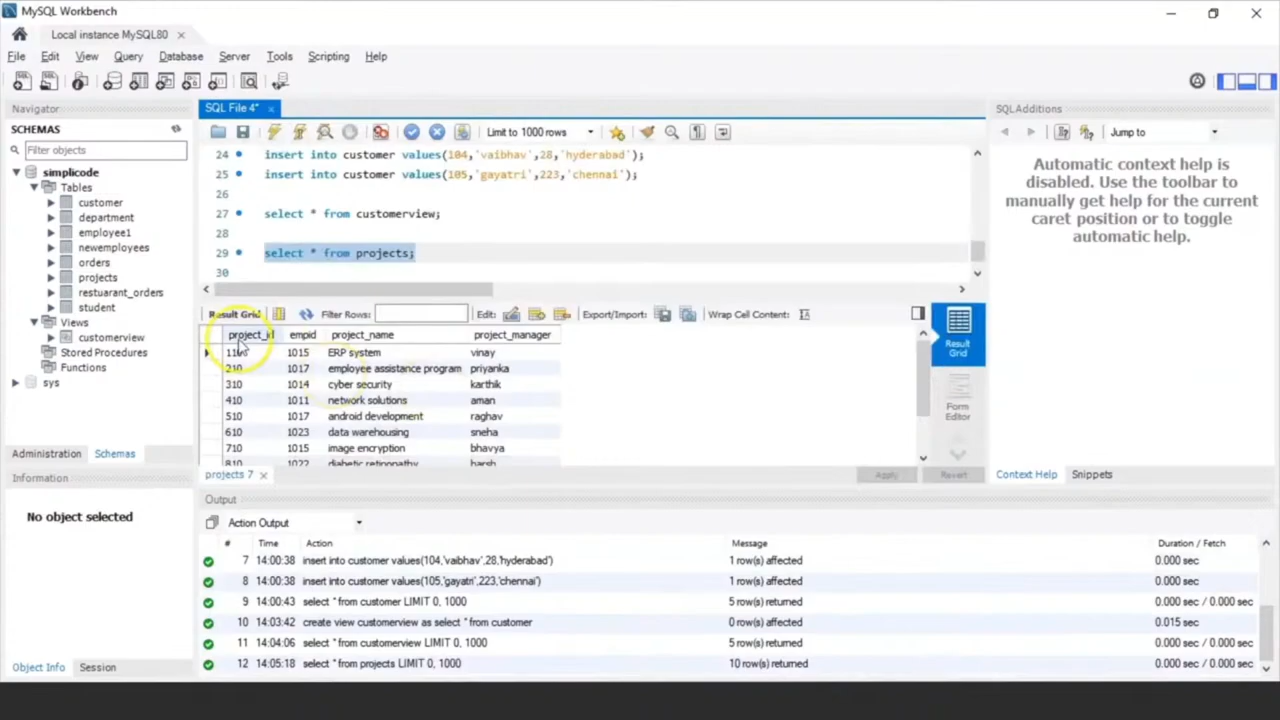 MySQL Workbench
Local instance MySQL80
File Edit View Query Database Server Tools Scripting Help
Navigator
SCHEMAS
Filter objects
simplicode
Tables
customer
department
employee1
newemployees
orders
projects
restuarant_orders
student
Views
customerview
Stored Procedures
Functions
sys
Administration Schemas
Information
No object selected
Object Info Session
SQL File 4*
Limit to 1000 rows
24 insert into customer values(104,'vaibhav',28,'hyderabad');
25 insert into customer values(105,'gayatri',223,'chennai');
26
27 select * from customerview;
28
29 select * from projects;
30
Result Grid Filter Rows: Edit: Export/Import: Wrap Cell Content:
empid project_name project_manager
1015 ERP system vinay
210 1017 employee assistance program priyanka
310 1014 cyber security karthik
410 1011 network solutions aman
510 1017 android development raghav
610 1023 data warehousing sneha
710 1015 image encryption bhavya
810 1022 diabetic retinopathy harsh
Result
Grid
Form
Editor
projects 7
Apply Revert
SQLAdditions
Jump to
Automatic context help is
disabled. Use the toolbar to
manually get help for the current
caret position or to toggle
automatic help.
Context Help Snippets
Output
Action Output
# Time Action Message Duration / Fetch
7 14:00:38 insert into customer values(104,'vaibhav',28,'hyderabad') 1 row(s) affected 0.000 sec
8 14:00:38 insert into customer values(105,'gayatri',223,'chennai') 1 row(s) affected 0.000 sec
9 14:00:43 select * from customer LIMIT 0, 1000 5 row(s) returned 0.000 sec / 0.000 sec
10 14:03:42 create view customerview as select * from customer 0 row(s) affected 0.015 sec
11 14:04:06 select * from customerview LIMIT 0, 1000 5 row(s) returned 0.000 sec / 0.000 sec
12 14:05:18 select * from projects LIMIT 0, 1000 10 row(s) returned 0.000 sec / 0.000 sec